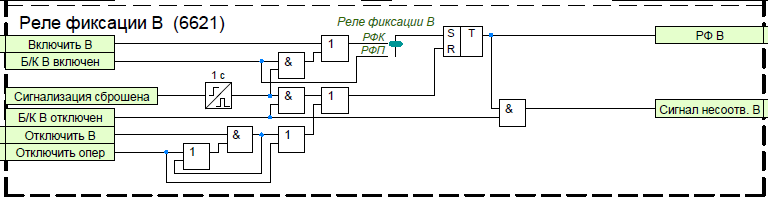 Реле фиксации В (6621)
Реле фиксации В
Включить В
1
РФК
S T
РФ В
Б/К В включен
&
РФП
R
1 с
Сигнализация сброшена
&
1
Б/К В отключен
&
Сигнал несоотв. В
Отключить В
&
1
Отключить опер
1